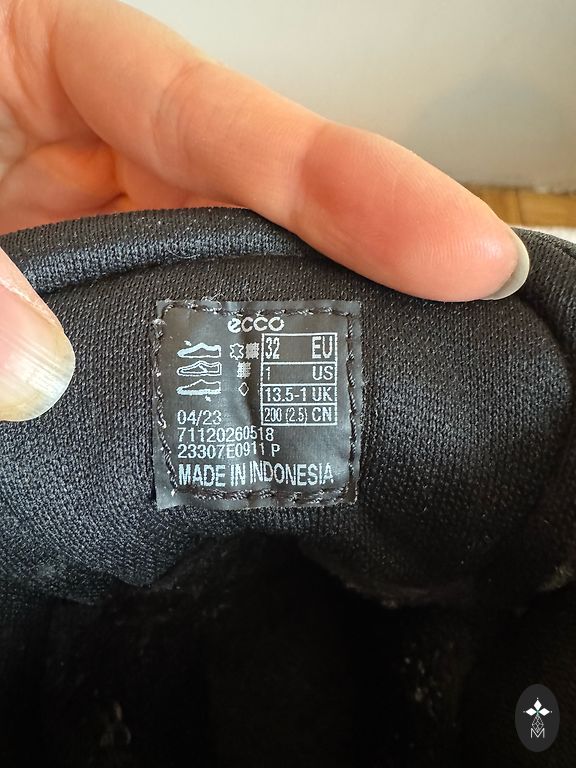 ecco
32 EU
1 US
13.5-1 UK
200 (2.5) CN
04/23
71120260518
23307E0911 P
MADE IN INDONESIA
M